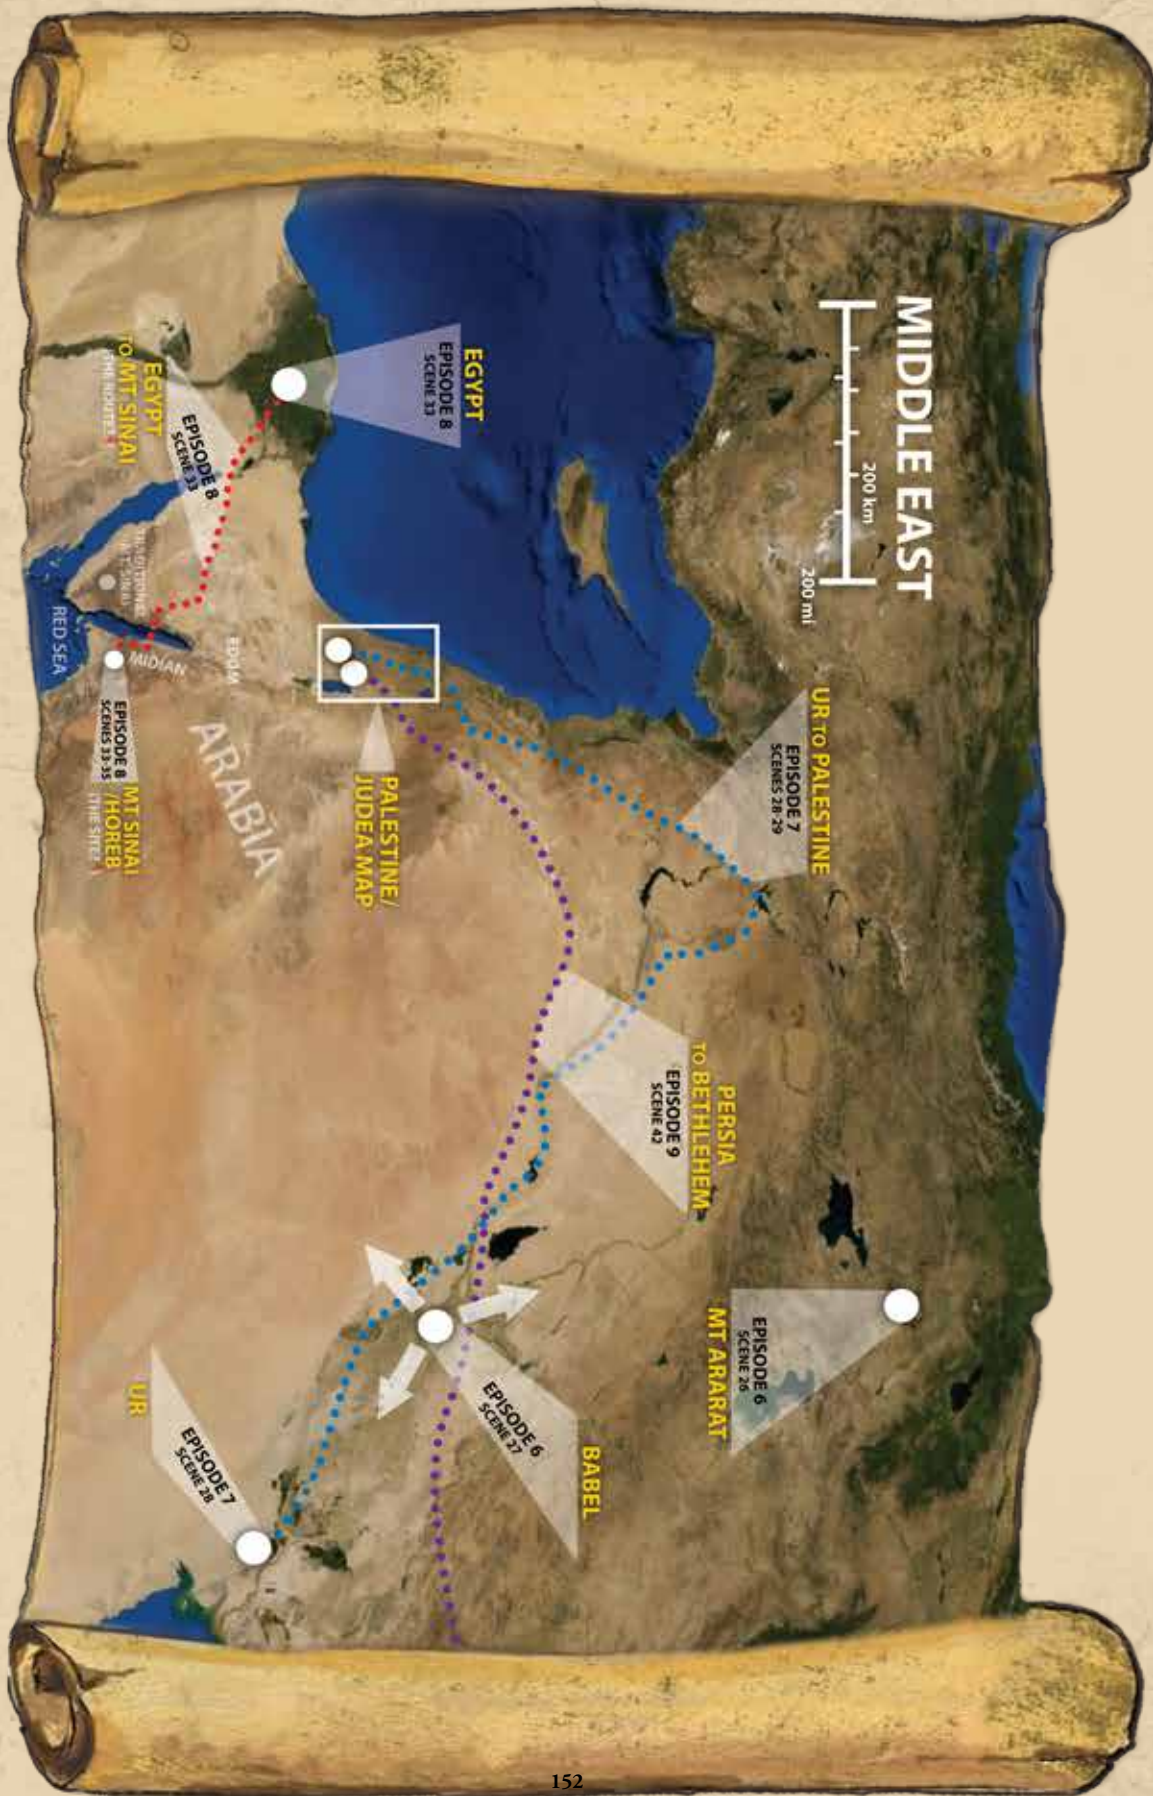 MIDDLE EAST
200 km
200 mi
EGYPT
EPISODE 8
SCENE 33
UR TO PALESTINE
EPISODE 7
SCENES 28-29
PERSIA
TO BETHLEHEM
EPISODE 9
SCENE 42
EPISODE 6
SCENE 26
MT ARARAT
BABEL
EPISODE 6
SCENE 27
EGYPT
TO MT. SINAI
EPISODE 8
SCENE 33
RED SEA
MIDIAN
EDOM
ARABIA
PALESTINE/
JUDEA MAP
MT SINAI
/HOREB
EPISODE 8
SCENES 33-35
UR
EPISODE 7
SCENE 28
152